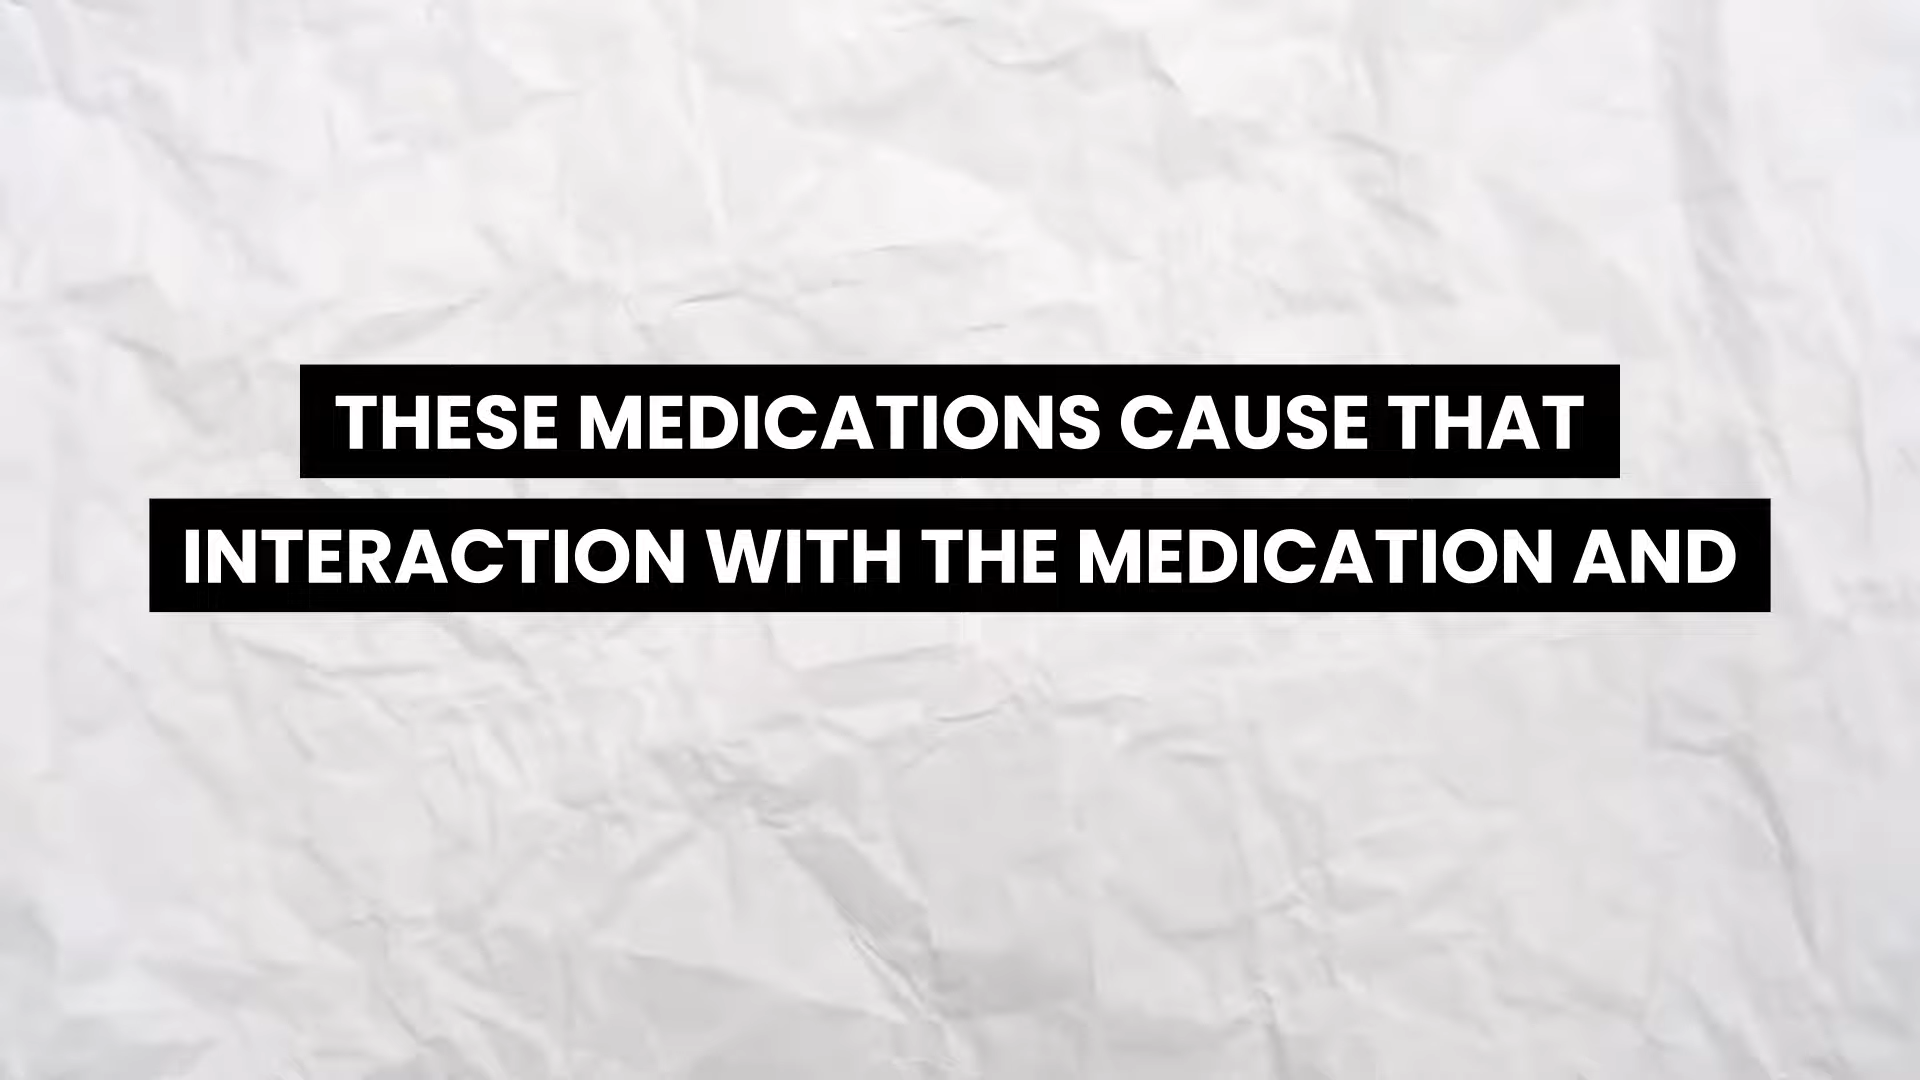 THESE MEDICATIONS CAUSE THAT
INTERACTION WITH THE MEDICATION AND